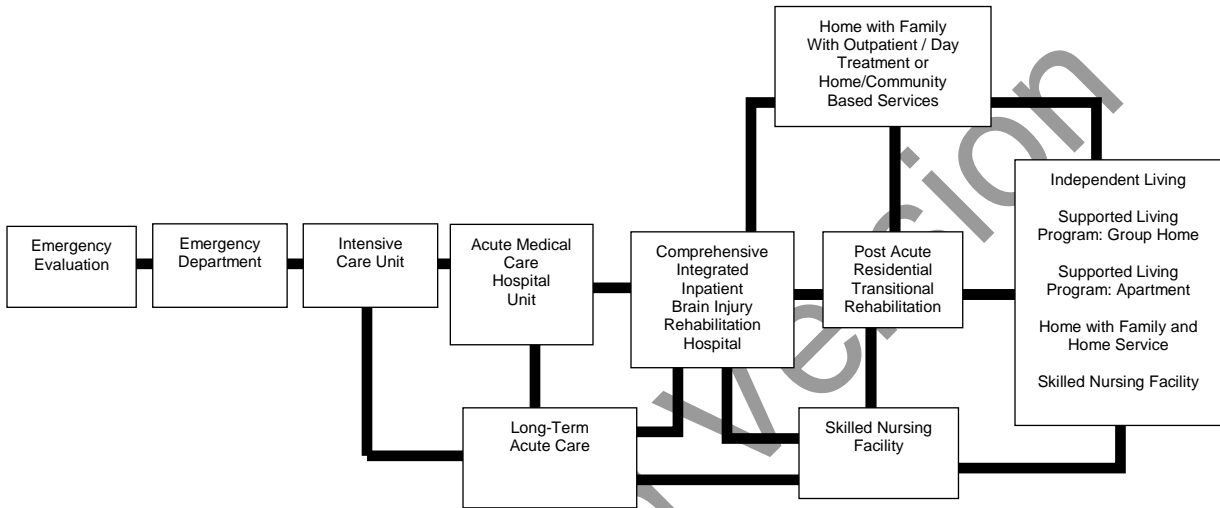 Home with Family
With Outpatient / Day
Treatment or
Home/Community
Based Services
Emergency
Evaluation
Emergency
Department
Intensive
Care Unit
Acute Medical
Care
Hospital
Unit
Comprehensive
Integrated
Inpatient
Brain Injury
Rehabilitation
Hospital
Post Acute
Residential
Transitional
Rehabilitation
Independent Living
Supported Living
Program: Group Home
Supported Living
Program: Apartment
Home with Family and
Home Service
Skilled Nursing Facility
Long-Term
Acute Care
Skilled Nursing
Facility
version